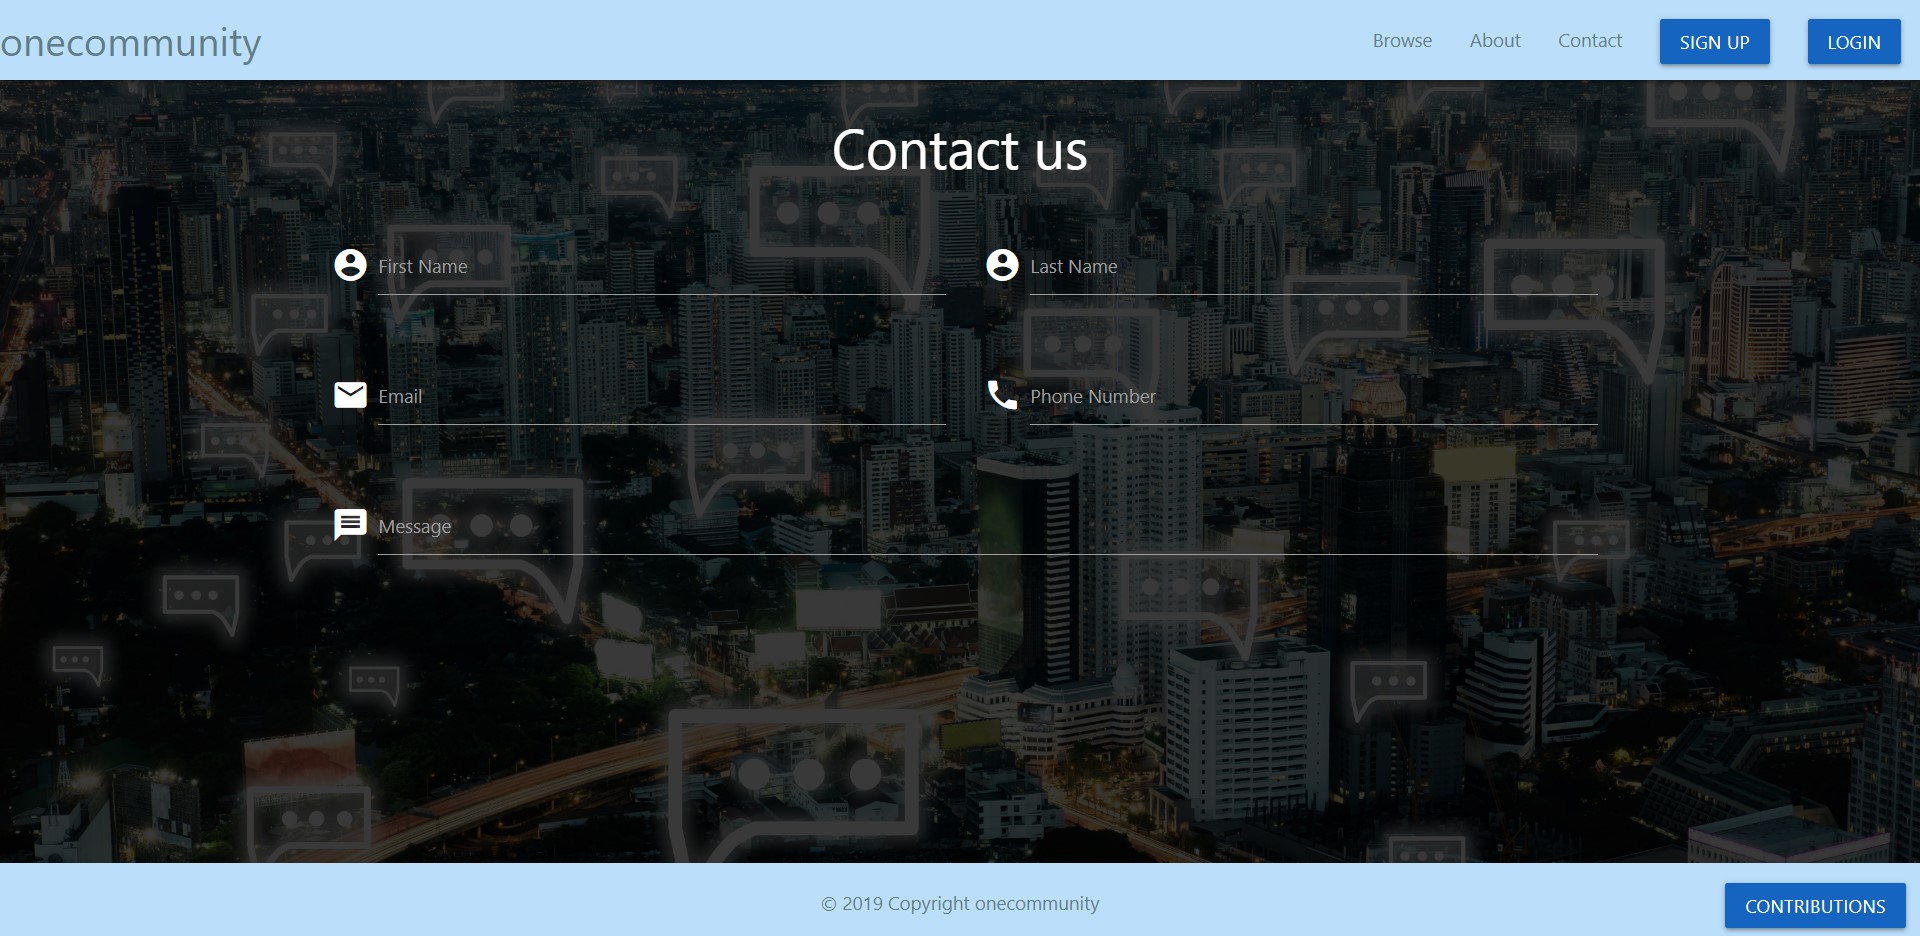 onecommunity
Browse About Contact SIGN UP LOGIN
Contact us
First Name Last Name
Email Phone Number
Message
© 2019 Copyright onecommunity
CONTRIBUTIONS